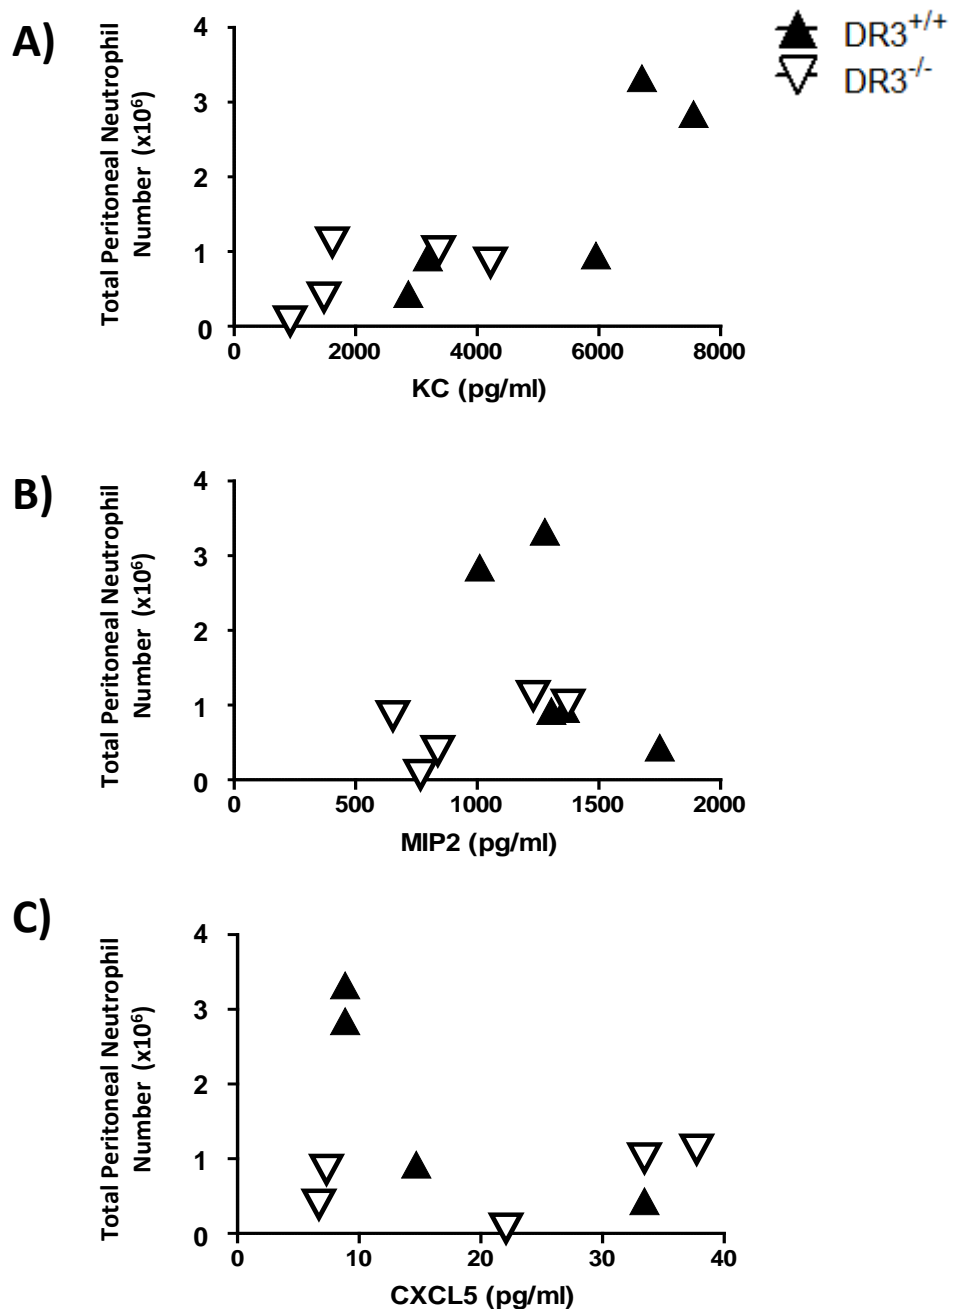 A)
DR3+/+
DR3-/-
Total Peritoneal Neutrophil
Number (x10⁶)
4
3
2
1
0
0 2000 4000 6000 8000
KC (pg/ml)
B)
Total Peritoneal Neutrophil
Number (x10⁶)
4
3
2
1
0
0 500 1000 1500 2000
MIP2 (pg/ml)
C)
Total Peritoneal Neutrophil
Number (x10⁶)
4
3
2
1
0
0 10 20 30 40
CXCL5 (pg/ml)